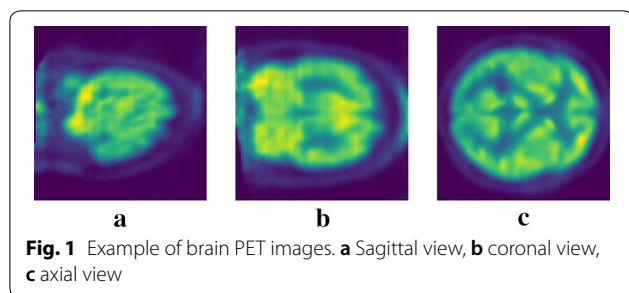 a b c
Fig. 1 Example of brain PET images. a Sagittal view, b coronal view,
c axial view